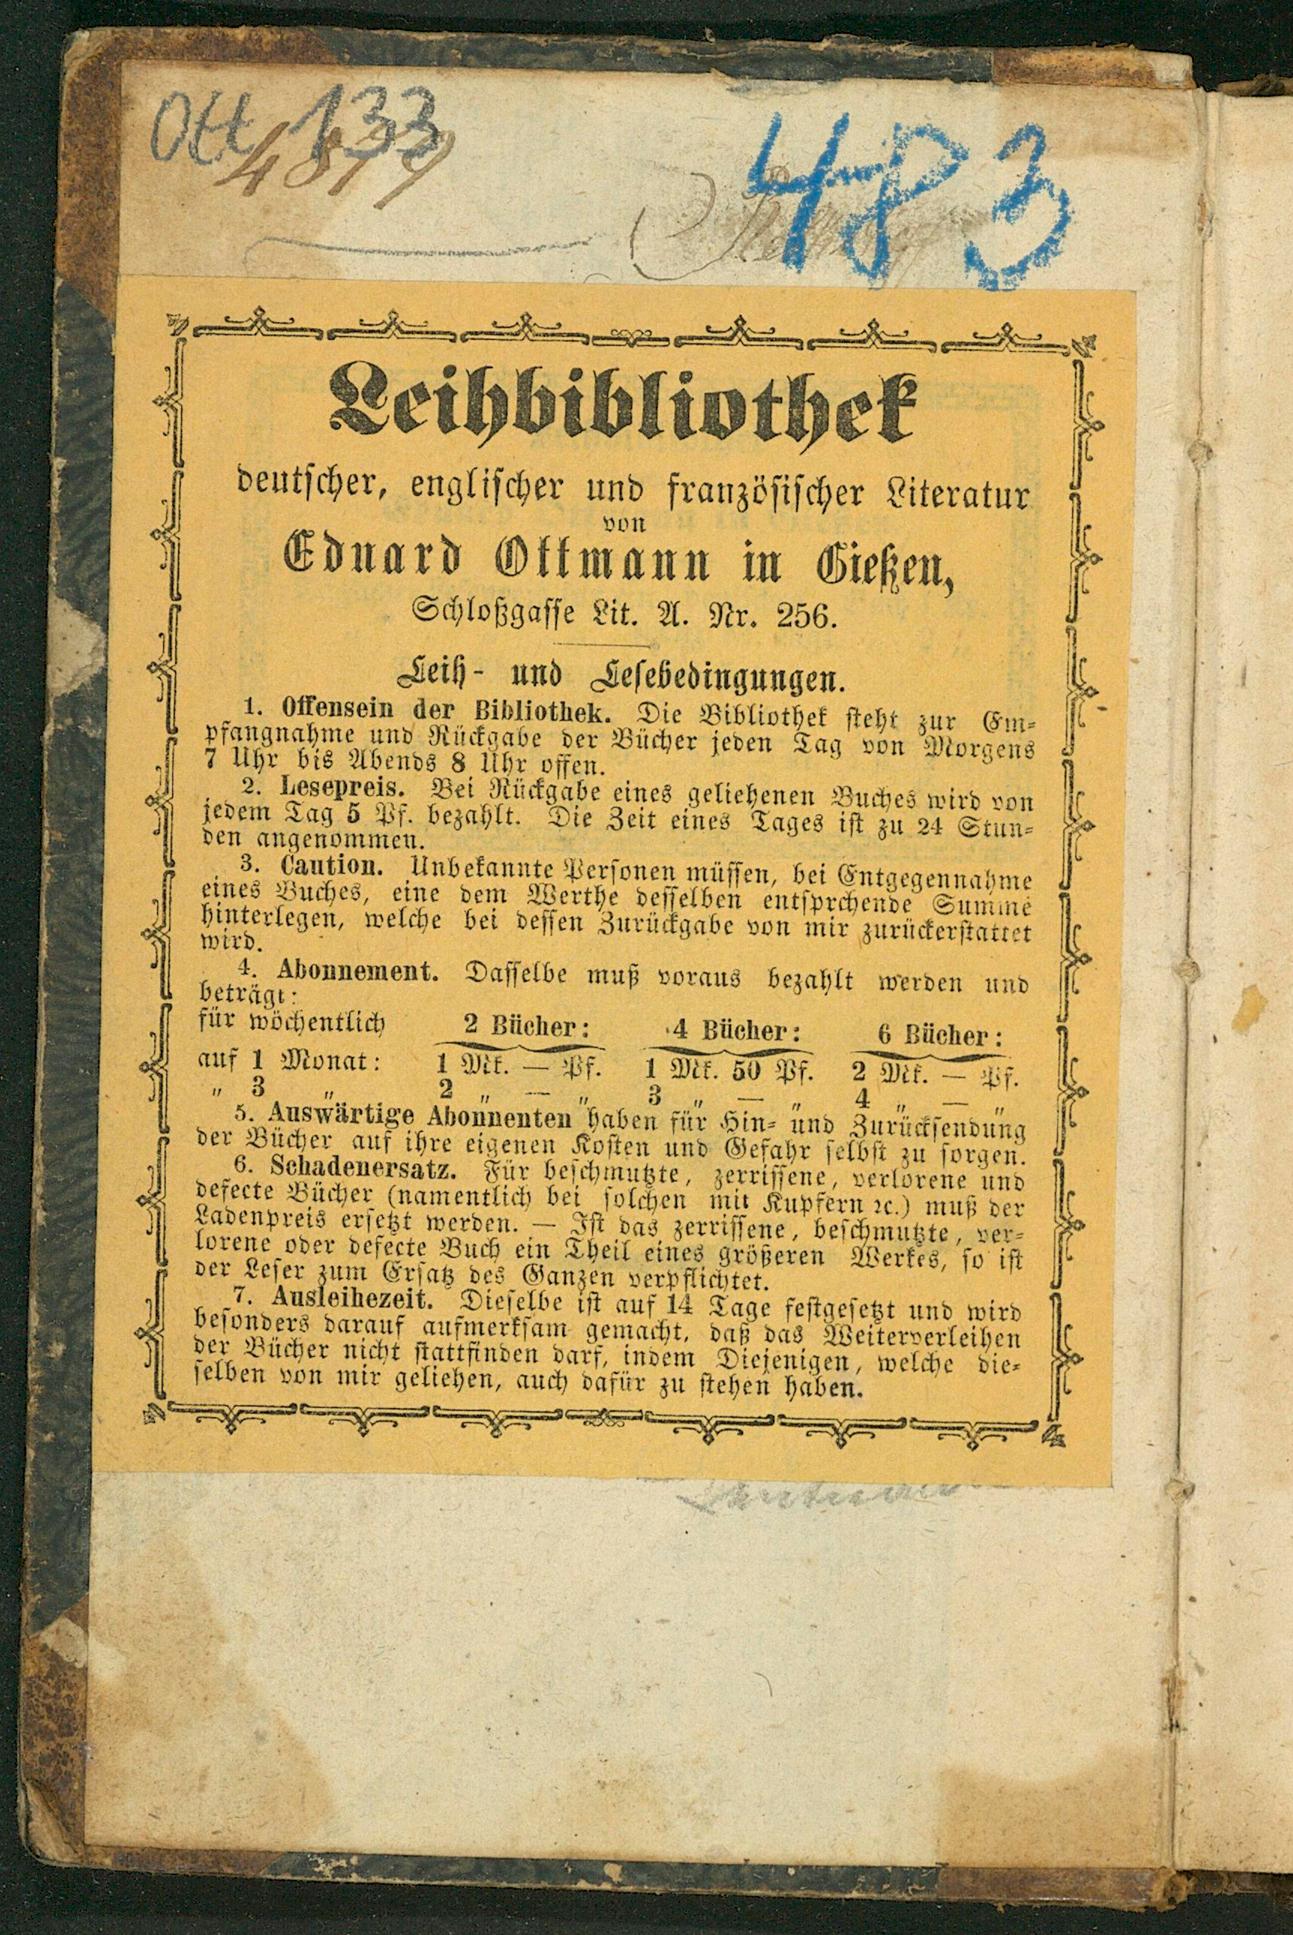 Ott 133
4879
483
Leihbibliothek
deutscher, englischer und französischer Literatur
von
Eduard Ottmann in Gießen,
Schloßgasse Lit. A. Nr. 256.
Leih- und Lesebedingungen.
1. Offensein der Bibliothek. Die Bibliothek steht zur Em-
pfangnahme und Rückgabe der Bücher jeden Tag von Morgens
7 Uhr bis Abends 8 Uhr offen.
2. Lesepreis. Bei Rückgabe eines geliehenen Buches wird von
jedem Tag 5 Pf. bezahlt. Die Zeit eines Tages ist zu 24 Stun-
den angenommen.
3. Caution. Unbekannte Personen müssen, bei Entgegennahme
eines Buches, eine dem Werthe desselben entsprchende Summe
hinterlegen, welche bei dessen Zurückgabe von mir zurückerstattet
wird.
4. Abonnement. Dasselbe muß voraus bezahlt werden und
beträgt:
für wöchentlich 2 Bücher: 4 Bücher: 6 Bücher:
auf 1 Monat: 1 Mk. — Pf. 1 Mk. 50 Pf. 2 Mk. — Pf.
„ 3 „ 2 „ — „ 3 „ — „ 4 „ — „
5. Auswärtige Abonnenten haben für Hin- und Zurücksendung
der Bücher auf ihre eigenen Kosten und Gefahr selbst zu sorgen.
6. Schadenersatz. Für beschmutzte, zerrissene, verlorene und
defecte Bücher (namentlich bei solchen mit Kupfern ꝛc.) muß der
Ladenpreis ersetzt werden. — Ist das zerrissene, beschmutzte, ver-
lorene oder defecte Buch ein Theil eines größeren Werkes, so ist
der Leser zum Ersatz des Ganzen verpflichtet.
7. Ausleihezeit. Dieselbe ist auf 14 Tage festgesetzt und wird
besonders darauf aufmerksam gemacht, daß das Weiterverleihen
der Bücher nicht stattfinden darf, indem Diejenigen, welche die-
selben von mir geliehen, auch dafür zu stehen haben.